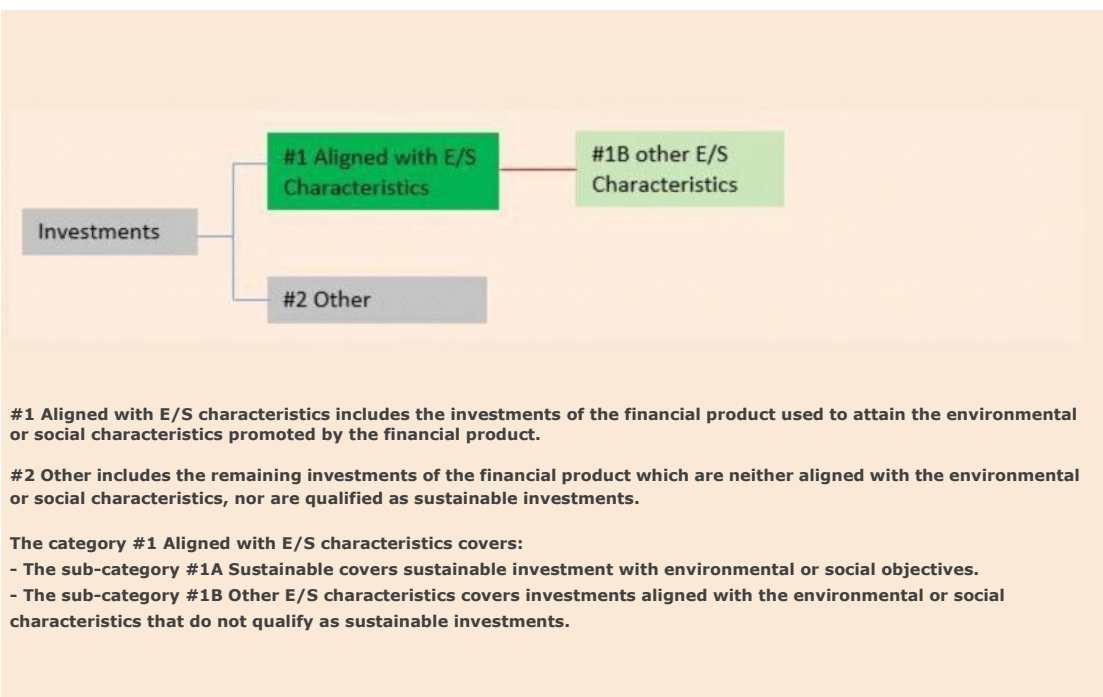 #1 Aligned with E/S
Characteristics
#1B other E/S
Characteristics
Investments
#2 Other
#1 Aligned with E/S characteristics includes the investments of the financial product used to attain the environmental
or social characteristics promoted by the financial product.
#2 Other includes the remaining investments of the financial product which are neither aligned with the environmental
or social characteristics, nor are qualified as sustainable investments.
The category #1 Aligned with E/S characteristics covers:
- The sub-category #1A Sustainable covers sustainable investment with environmental or social objectives.
- The sub-category #1B Other E/S characteristics covers investments aligned with the environmental or social
characteristics that do not qualify as sustainable investments.